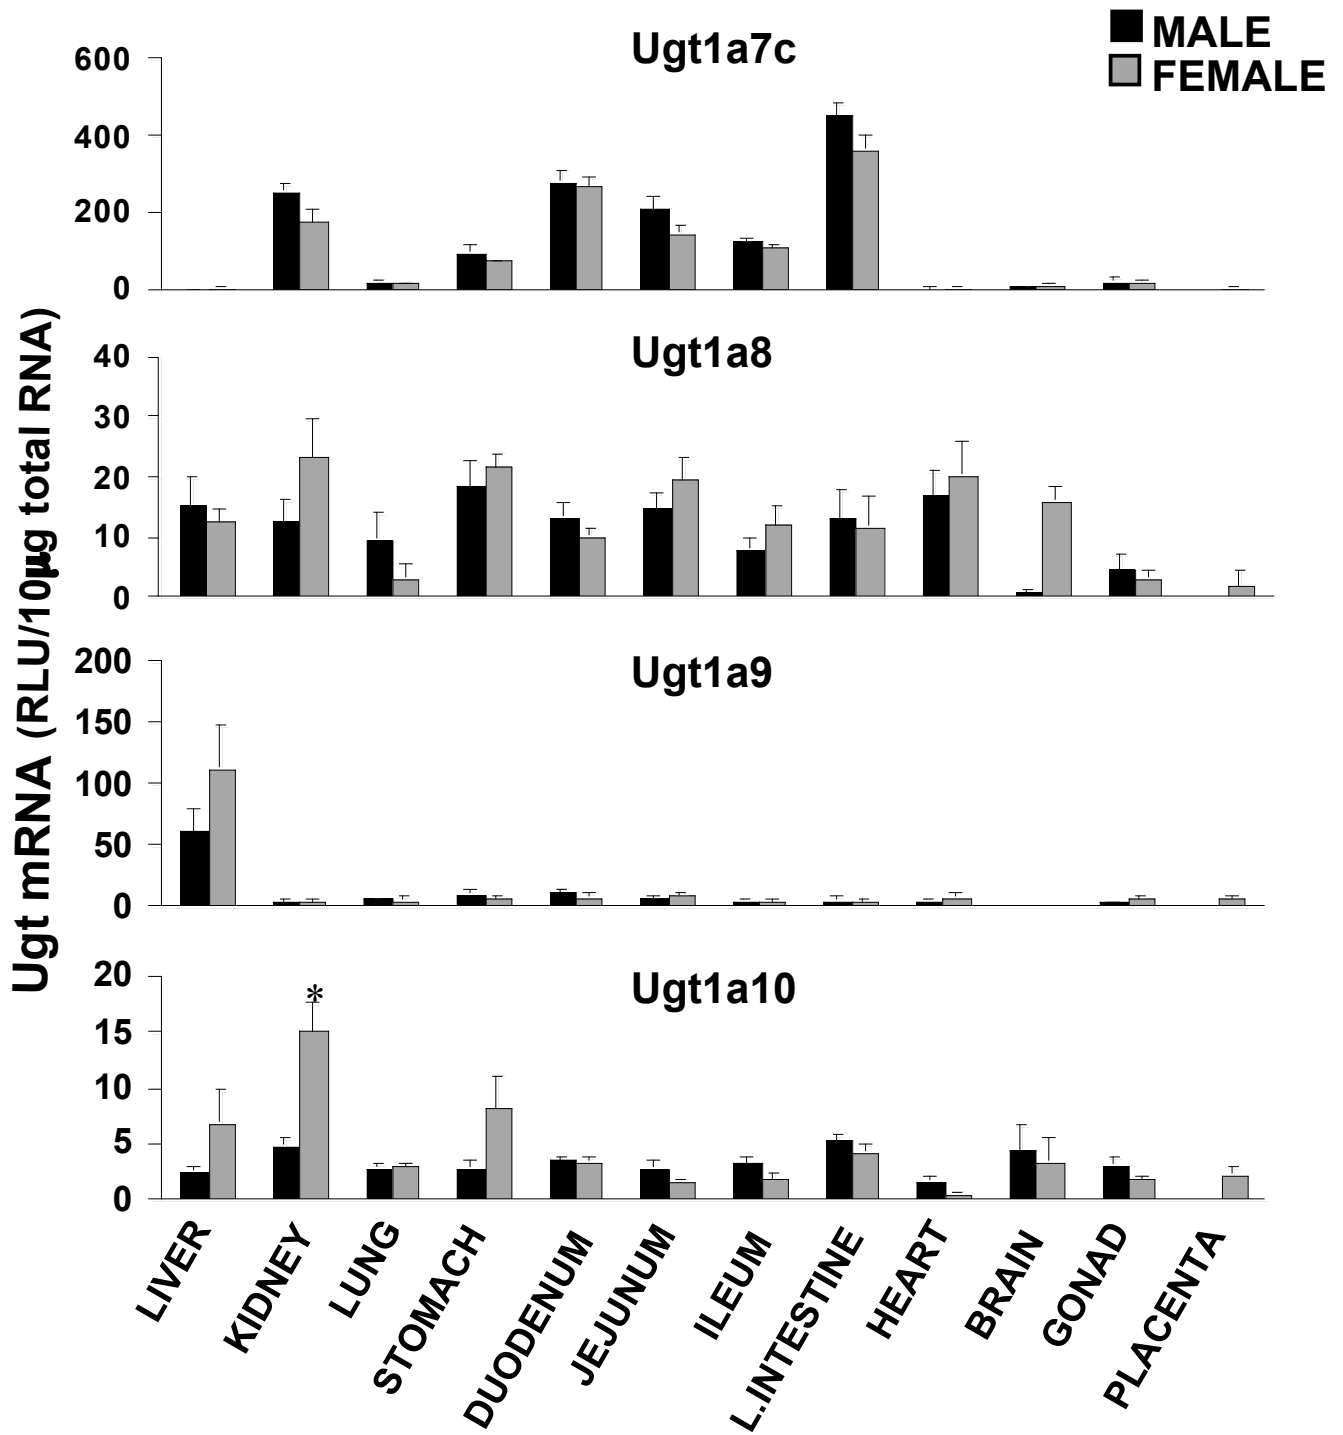 Ugt1a7c
MALE
FEMALE
600
400
200
0
Ugt1a8
40
30
20
10
0
Ugt mRNA (RLU/10µg total RNA)
Ugt1a9
200
150
100
50
0
Ugt1a10
20
15
10
5
0
*
LIVER
KIDNEY
LUNG
STOMACH
DUODENUM
JEJUNUM
ILEUM
L.INTESTINE
HEART
BRAIN
GONAD
PLACENTA